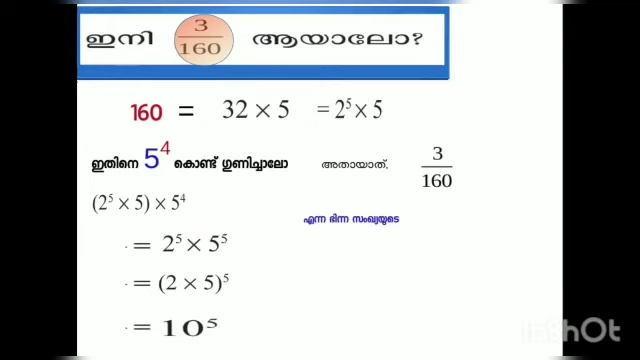 ഇനി 3/160 ആയാലോ?
160 = 32 × 5 = 2⁵ × 5
ഇതിനെ 5⁴ കൊണ്ട് ഗുണിച്ചാലോ അതായത്, 3/160
(2⁵ × 5) × 5⁴
എന്ന ഭിന്ന സംഖ്യയുടെ
= 2⁵ × 5⁵
= (2 × 5)⁵
= 10⁵